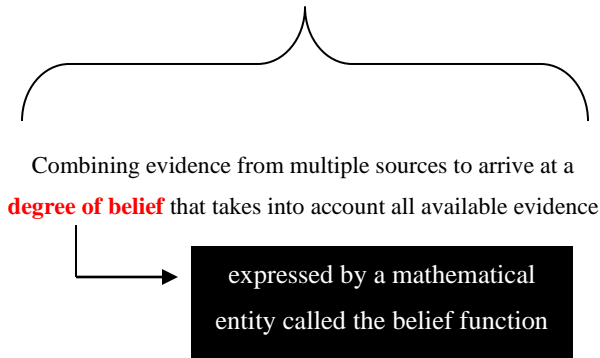 Combining evidence from multiple sources to arrive at a
degree of belief that takes into account all available evidence
expressed by a mathematical
entity called the belief function